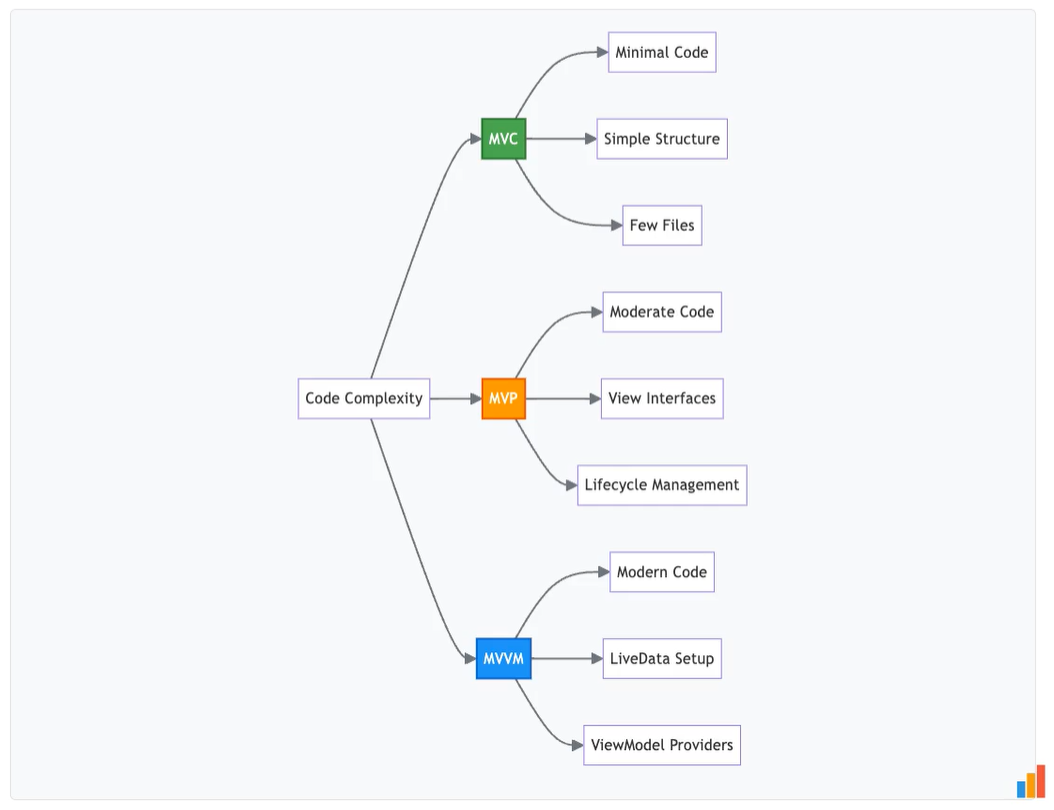 Minimal Code
MVC
Simple Structure
Few Files
Moderate Code
Code Complexity
MVP
View Interfaces
Lifecycle Management
Modern Code
MVVM
LiveData Setup
ViewModel Providers